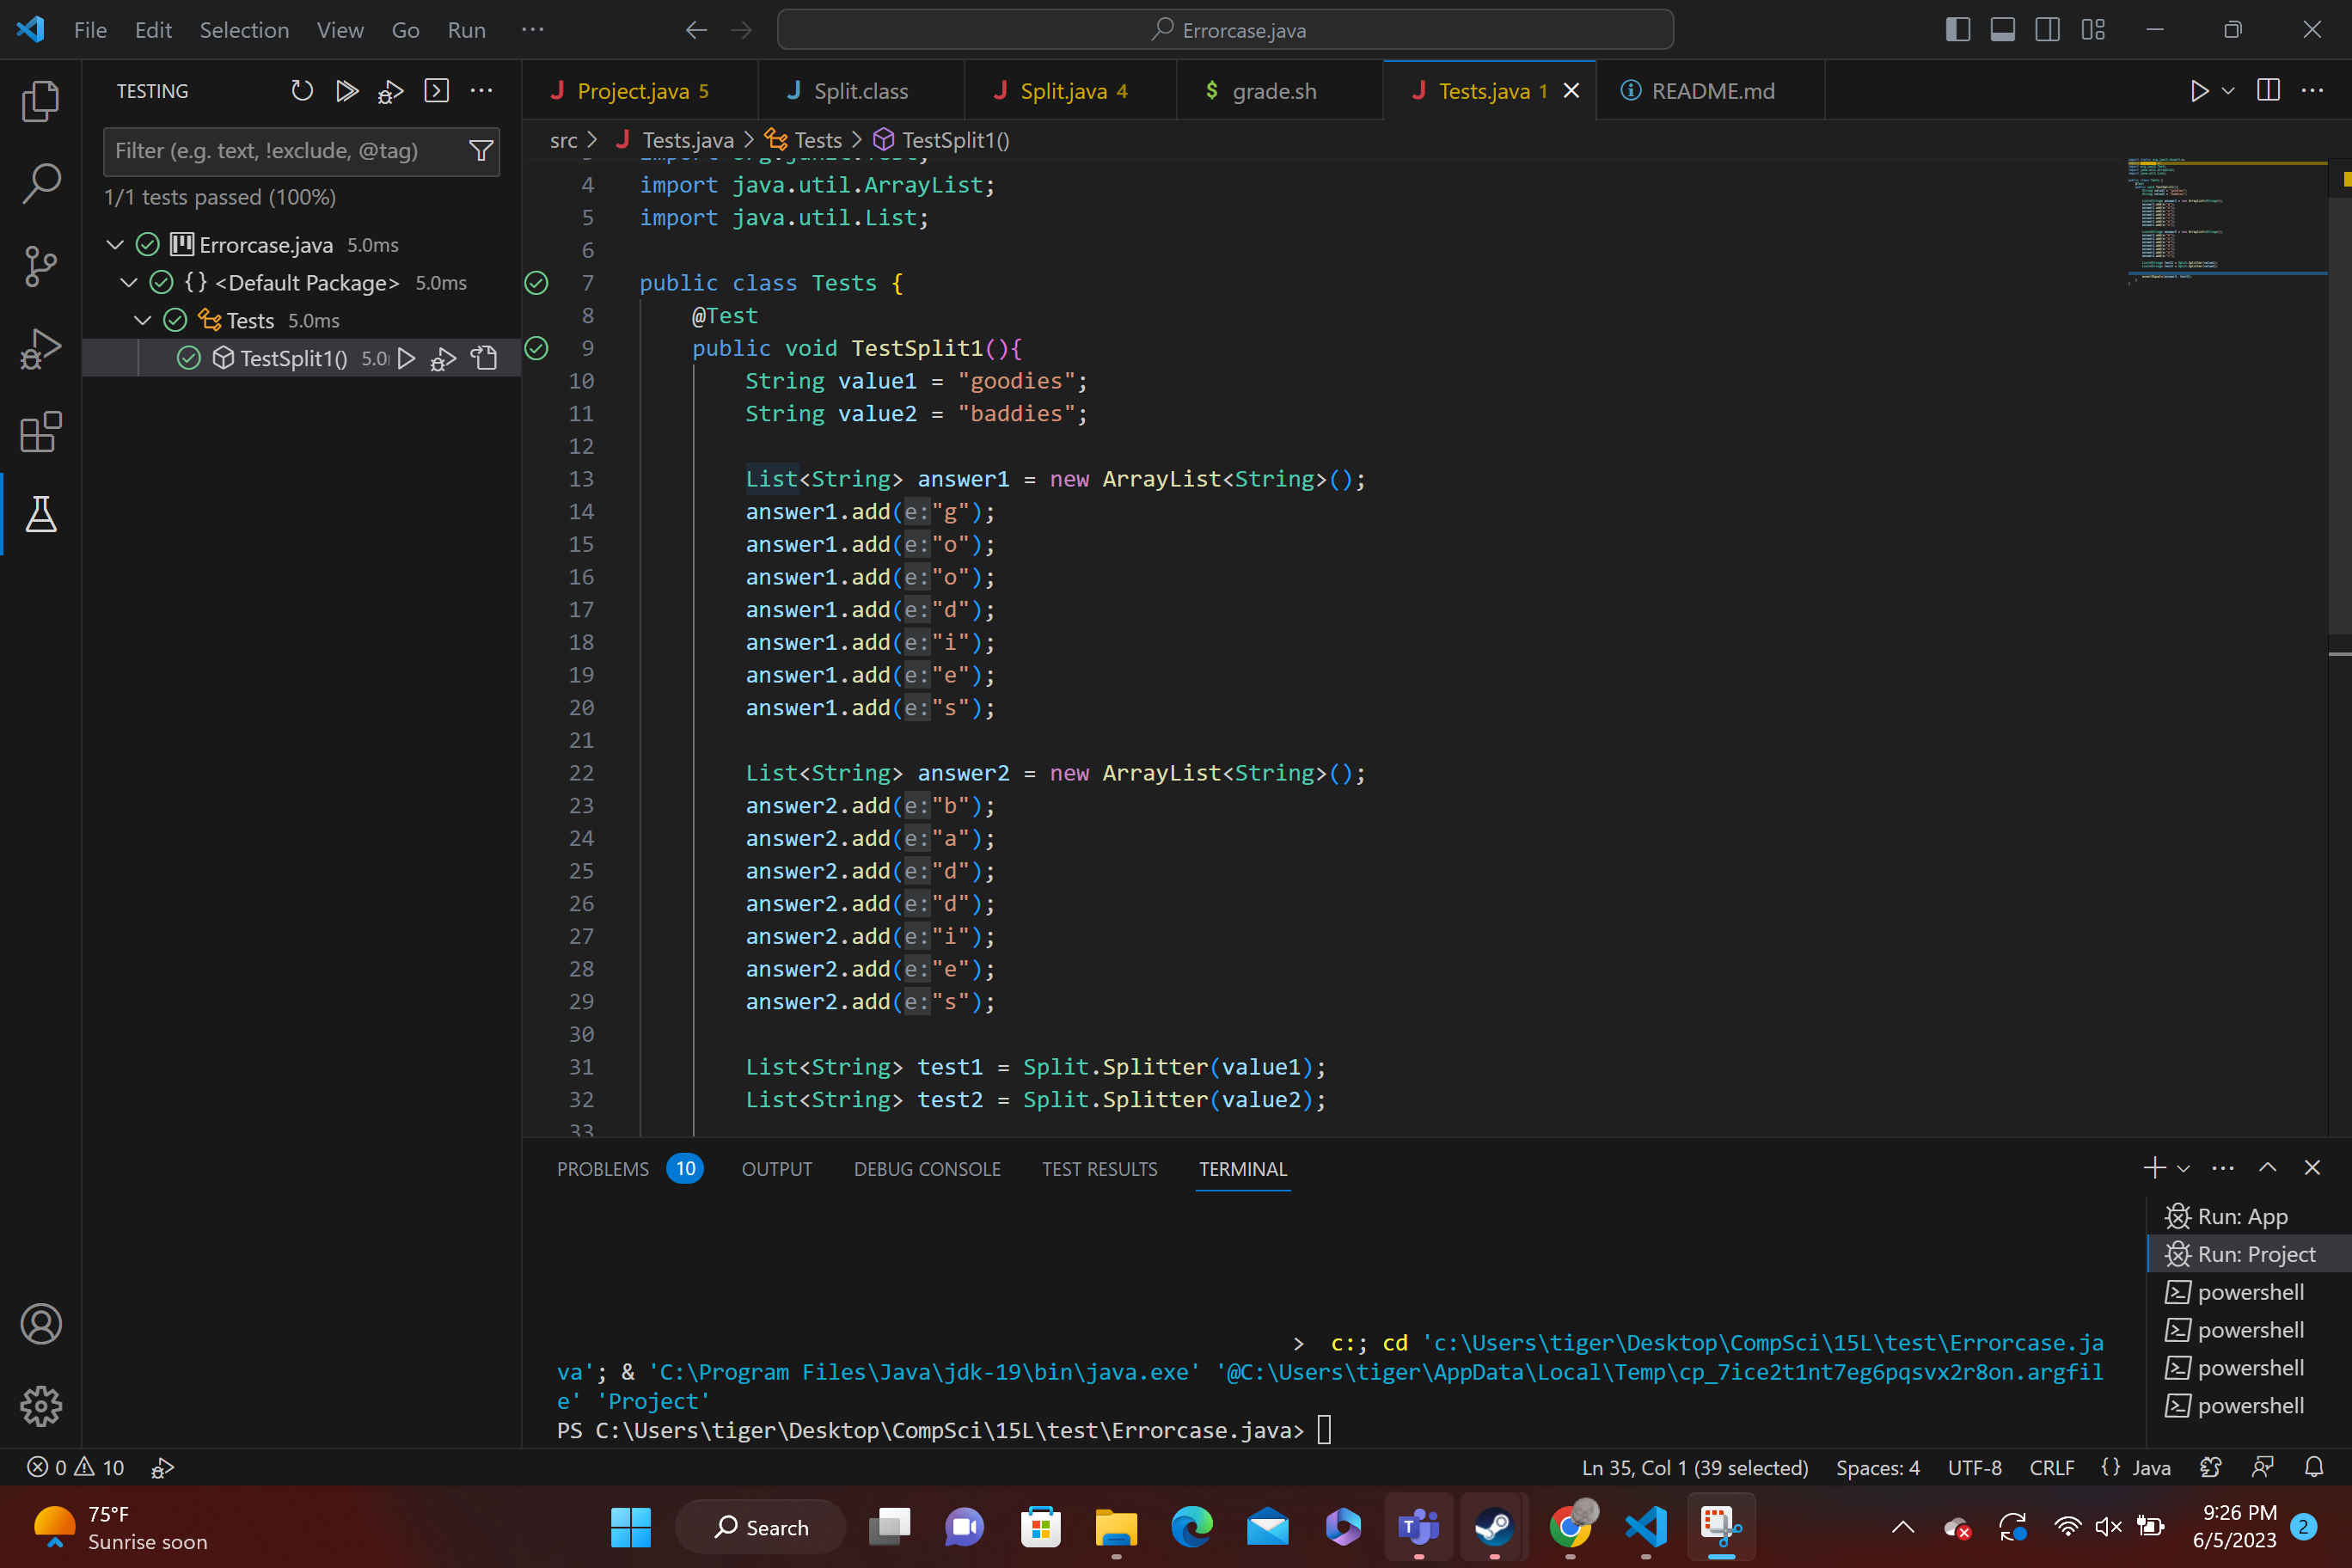 File Edit Selection View Go Run ···
Errorcase.java
TESTING
Project.java 5 Split.class Split.java 4 grade.sh Tests.java 1 README.md
src > Tests.java > Tests > TestSplit1()
Filter (e.g. text, !exclude, @tag)
1/1 tests passed (100%)
Errorcase.java 5.0ms
{} <Default Package> 5.0ms
Tests 5.0ms
TestSplit1() 5.0
4 import java.util.ArrayList;
5 import java.util.List;
6
7 public class Tests {
8 @Test
9 public void TestSplit1(){
10 String value1 = "goodies";
11 String value2 = "baddies";
12
13 List<String> answer1 = new ArrayList<String>();
14 answer1.add(e:"g");
15 answer1.add(e:"o");
16 answer1.add(e:"o");
17 answer1.add(e:"d");
18 answer1.add(e:"i");
19 answer1.add(e:"e");
20 answer1.add(e:"s");
21
22 List<String> answer2 = new ArrayList<String>();
23 answer2.add(e:"b");
24 answer2.add(e:"a");
25 answer2.add(e:"d");
26 answer2.add(e:"d");
27 answer2.add(e:"i");
28 answer2.add(e:"e");
29 answer2.add(e:"s");
30
31 List<String> test1 = Split.Splitter(value1);
32 List<String> test2 = Split.Splitter(value2);
33
PROBLEMS 10 OUTPUT DEBUG CONSOLE TEST RESULTS TERMINAL
> c:; cd 'c:\Users\tiger\Desktop\CompSci\15L\test\Errorcase.ja
va'; & 'C:\Program Files\Java\jdk-19\bin\java.exe' '@C:\Users\tiger\AppData\Local\Temp\cp_7ice2t1nt7eg6pqsvx2r8on.argfil
e' 'Project'
PS C:\Users\tiger\Desktop\CompSci\15L\test\Errorcase.java>
Run: App
Run: Project
powershell
powershell
powershell
powershell
0 10
Ln 35, Col 1 (39 selected) Spaces: 4 UTF-8 CRLF {} Java
75°F
Sunrise soon
Search
9:26 PM
6/5/2023
2